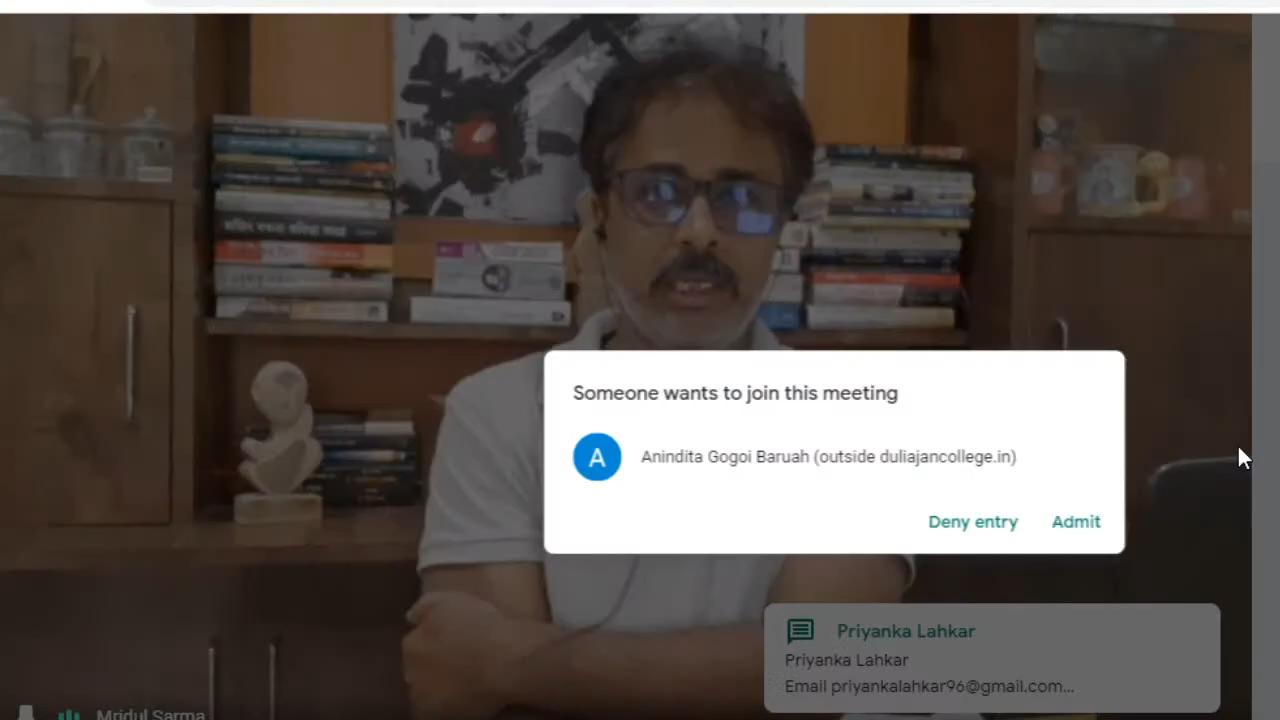 Someone wants to join this meeting
A
Anindita Gogoi Baruah (outside duliajancollege.in)
Deny entry
Admit
Priyanka Lahkar
Priyanka Lahkar
Email priyankalahkar96@gmail.com...
Mridul Sarma